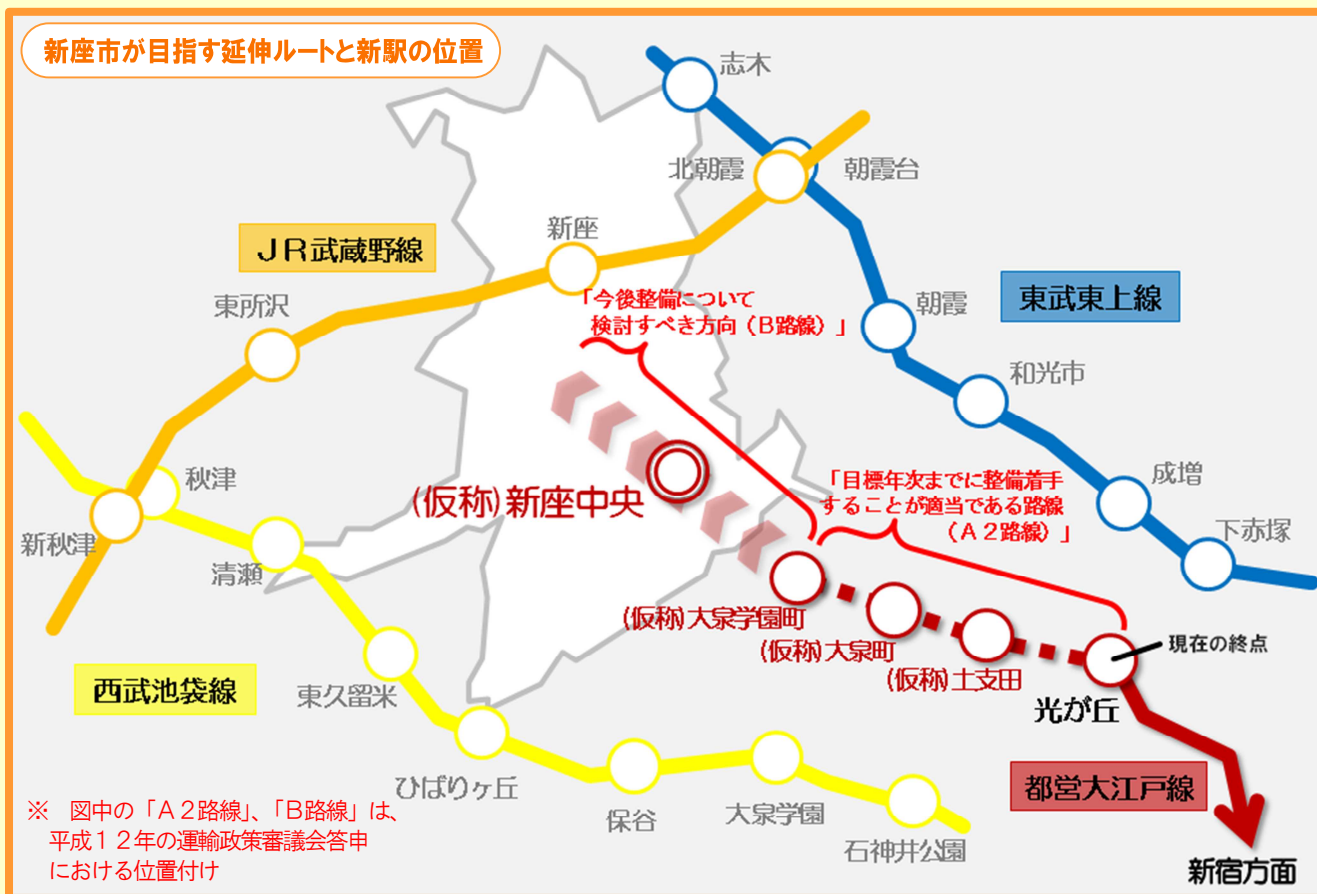 新座市が目指す延伸ルートと新駅の位置
志木
北朝霞
朝霞台
新座
JR武蔵野線
東所沢
「今後整備について
検討すべき方向（B路線）」
朝霞
東武東上線
和光市
秋津
(仮称)新座中央
「目標年次までに整備着手
することが適当である路線
（A２路線）」
成増
新秋津
清瀬
下赤塚
(仮称)大泉学園町
(仮称)大泉町
(仮称)土支田
現在の終点
光が丘
西武池袋線
東久留米
ひばりヶ丘
保谷
大泉学園
石神井公園
都営大江戸線
新宿方面
※　図中の「A２路線」、「B路線」は、
平成１２年の運輸政策審議会答申
における位置付け